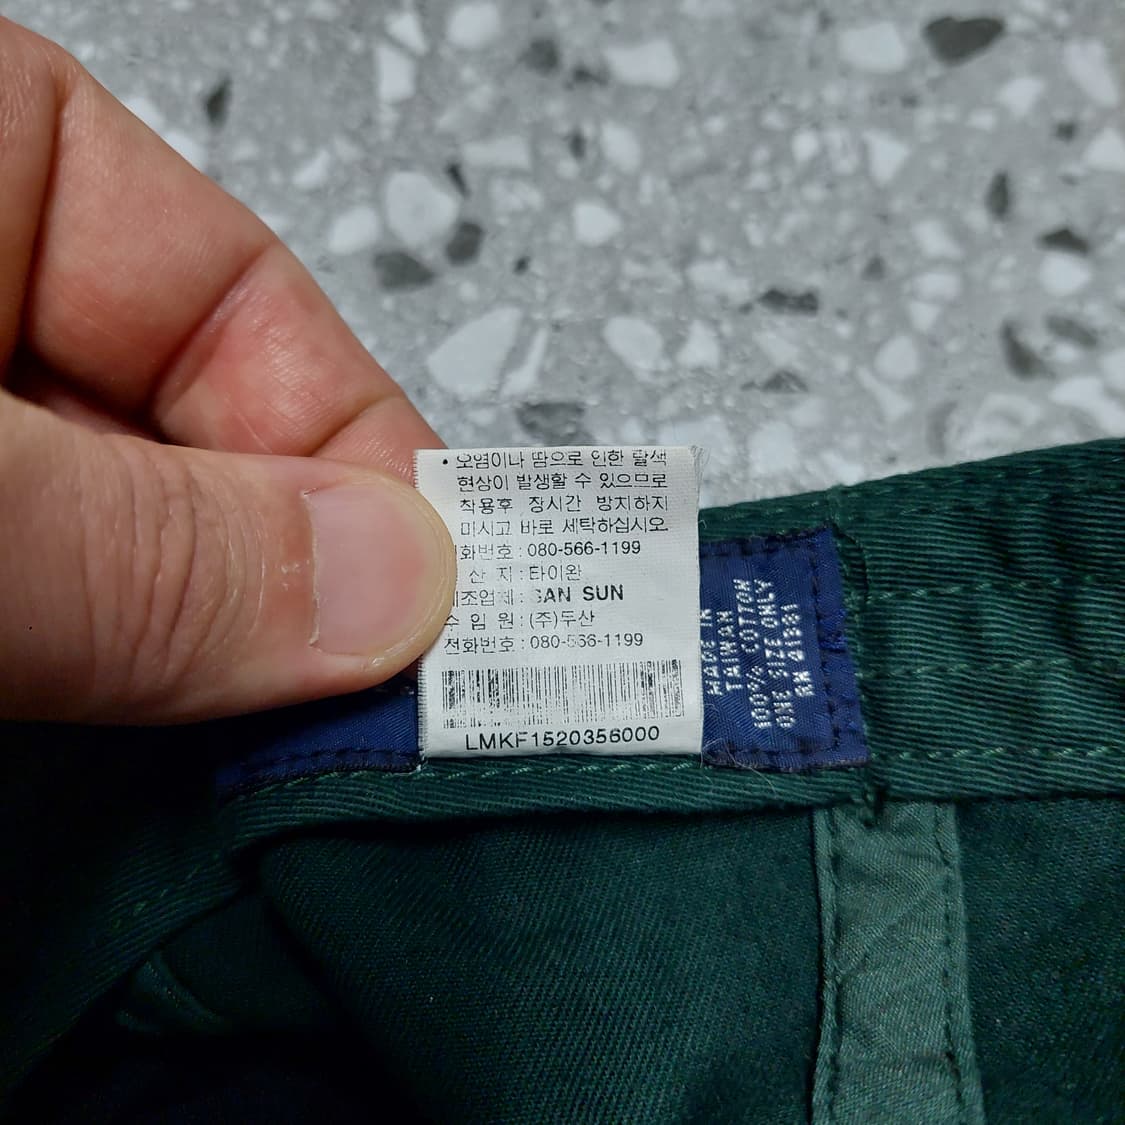 • 오염이나 땀으로 인한 탈색
현상이 발생할 수 있으므로
착용후 장시간 방치하지
마시고 바로 세탁하십시오
화번호 : 080-566-1199
산 지 : 타이완
조업체 : SAN SUN
수 입 원 : (주)두산
전화번호 : 080-566-1199
LMKF1520356000
MADE IN
TAIWAN
100% COTTON
ONE SIZE ONLY
RN 41381